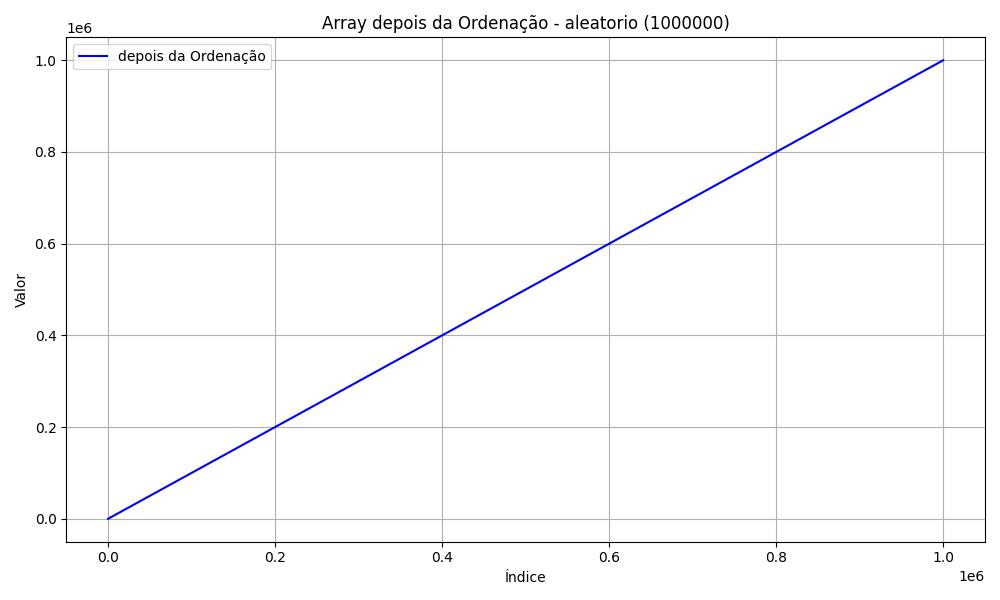 Array depois da Ordenação - aleatorio (1000000)
1e6
depois da Ordenação
1.0
0.8
0.6
0.4
0.2
0.0
Valor
0.0 0.2 0.4 0.6 0.8 1.0
1e6
Índice